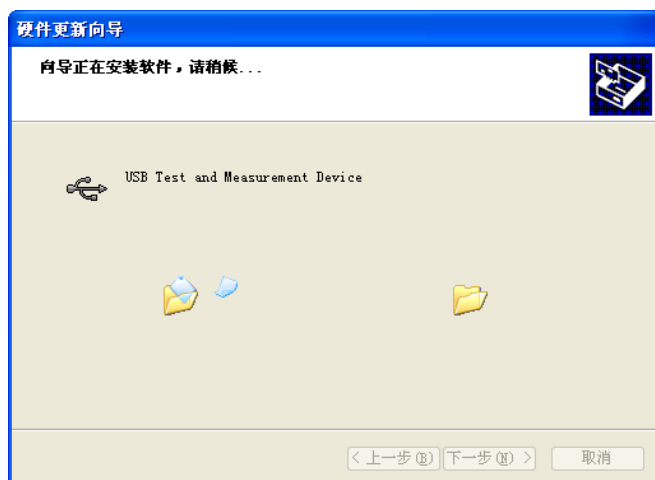 硬件更新向导
向导正在安装软件，请稍候...
USB Test and Measurement Device
< 上一步(B) 下一步(N) > 取消